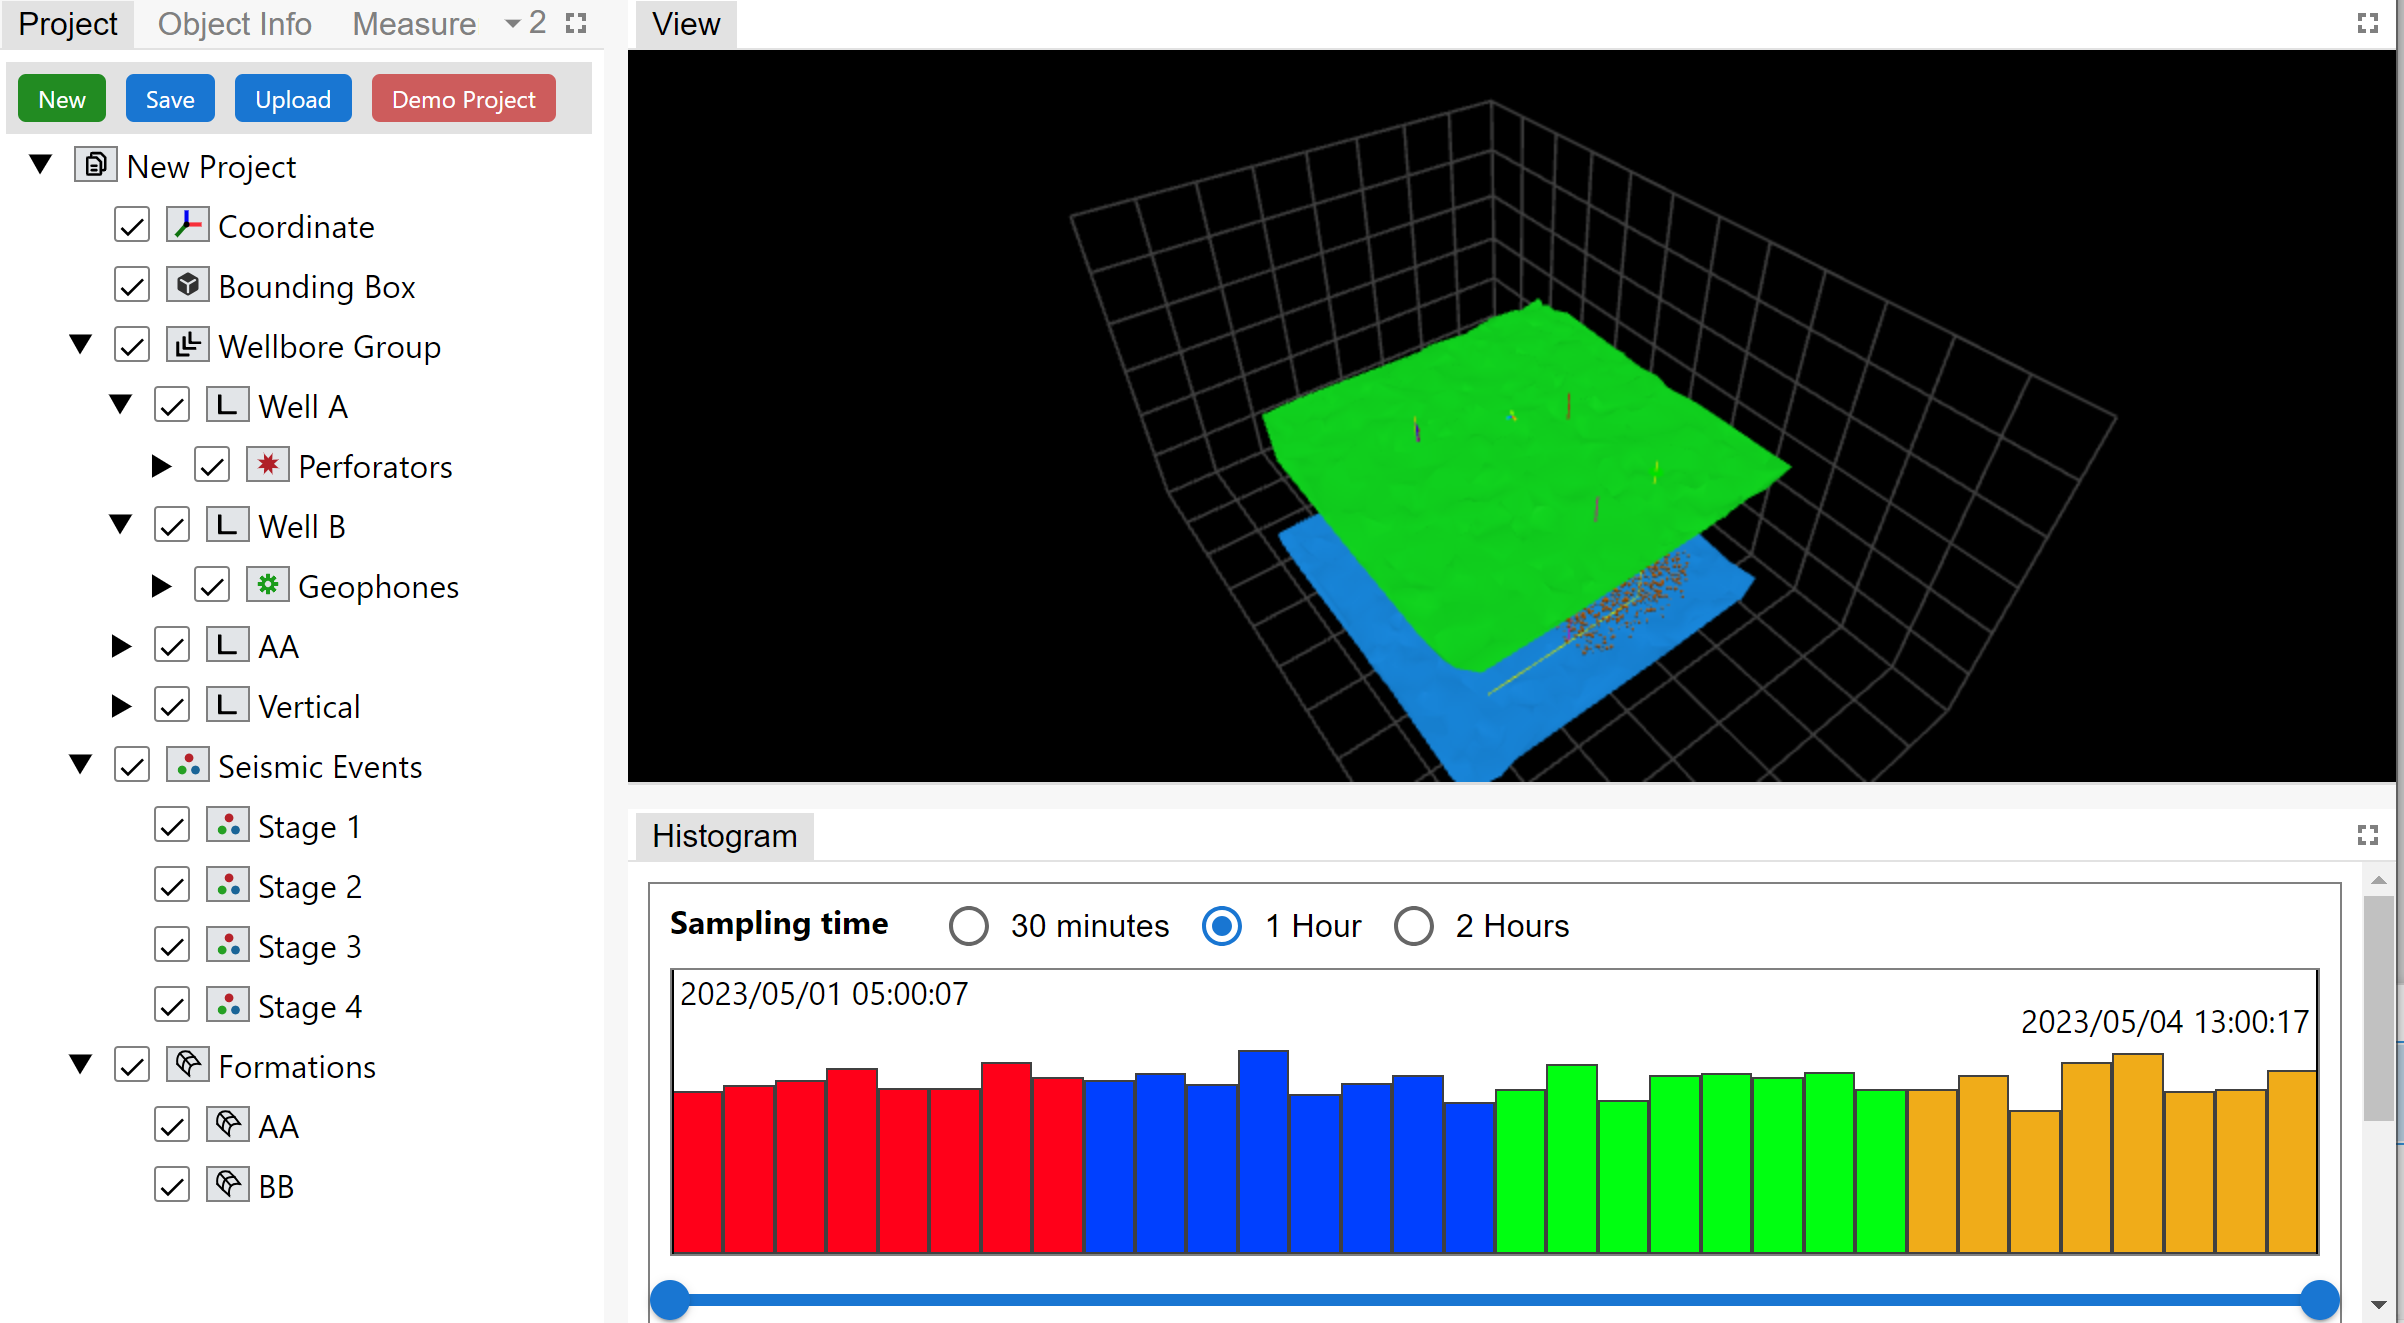 Project Object Info Measure 2
New Save Upload Demo Project
New Project
Coordinate
Bounding Box
Wellbore Group
Well A
Perforators
Well B
Geophones
AA
Vertical
Seismic Events
Stage 1
Stage 2
Stage 3
Stage 4
Formations
AA
BB
View
Histogram
Sampling time 30 minutes 1 Hour 2 Hours
2023/05/01 05:00:07
2023/05/04 13:00:17